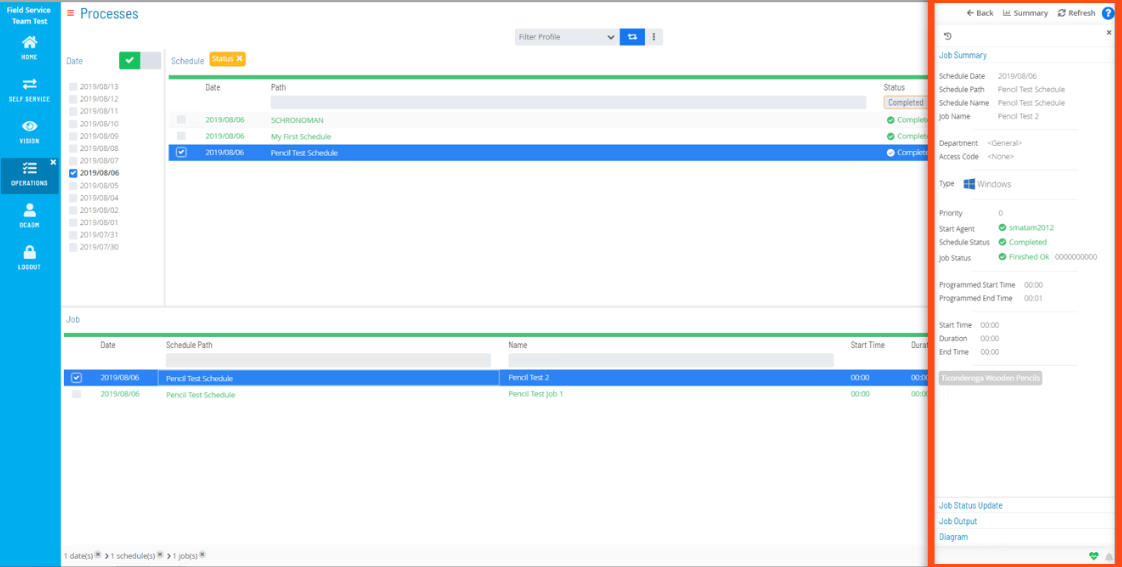 Field Service
Team Test
HOME
SELF SERVICE
VISION
OPERATIONS
OCADM
LOGOUT
Processes
Filter Profile
Date
2019/08/13
2019/08/12
2019/08/11
2019/08/10
2019/08/09
2019/08/08
2019/08/07
2019/08/06
2019/08/05
2019/08/04
2019/08/02
2019/08/01
2019/07/31
2019/07/30
Schedule Status
Date Path Status
Completed
2019/08/06 SCHRONOMAN Complete
2019/08/06 My First Schedule Complete
2019/08/06 Pencil Test Schedule Complete
Job
Date Schedule Path Name Start Time Durat
2019/08/06 Pencil Test Schedule Pencil Test 2 00:00 00:00
2019/08/06 Pencil Test Schedule Pencil Test Job 1 00:00 00:00
1 date(s) 1 schedule(s) 1 job(s)
Back Summary Refresh ?
Job Summary
Schedule Date 2019/08/06
Schedule Path Pencil Test Schedule
Schedule Name Pencil Test Schedule
Job Name Pencil Test 2
Department <General>
Access Code <None>
Type Windows
Priority 0
Start Agent smatam2012
Schedule Status Completed
Job Status Finished Ok 0000000000
Programmed Start Time 00:00
Programmed End Time 00:01
Start Time 00:00
Duration 00:00
End Time 00:00
Ticonderoga Wooden Pencils
Job Status Update
Job Output
Diagram